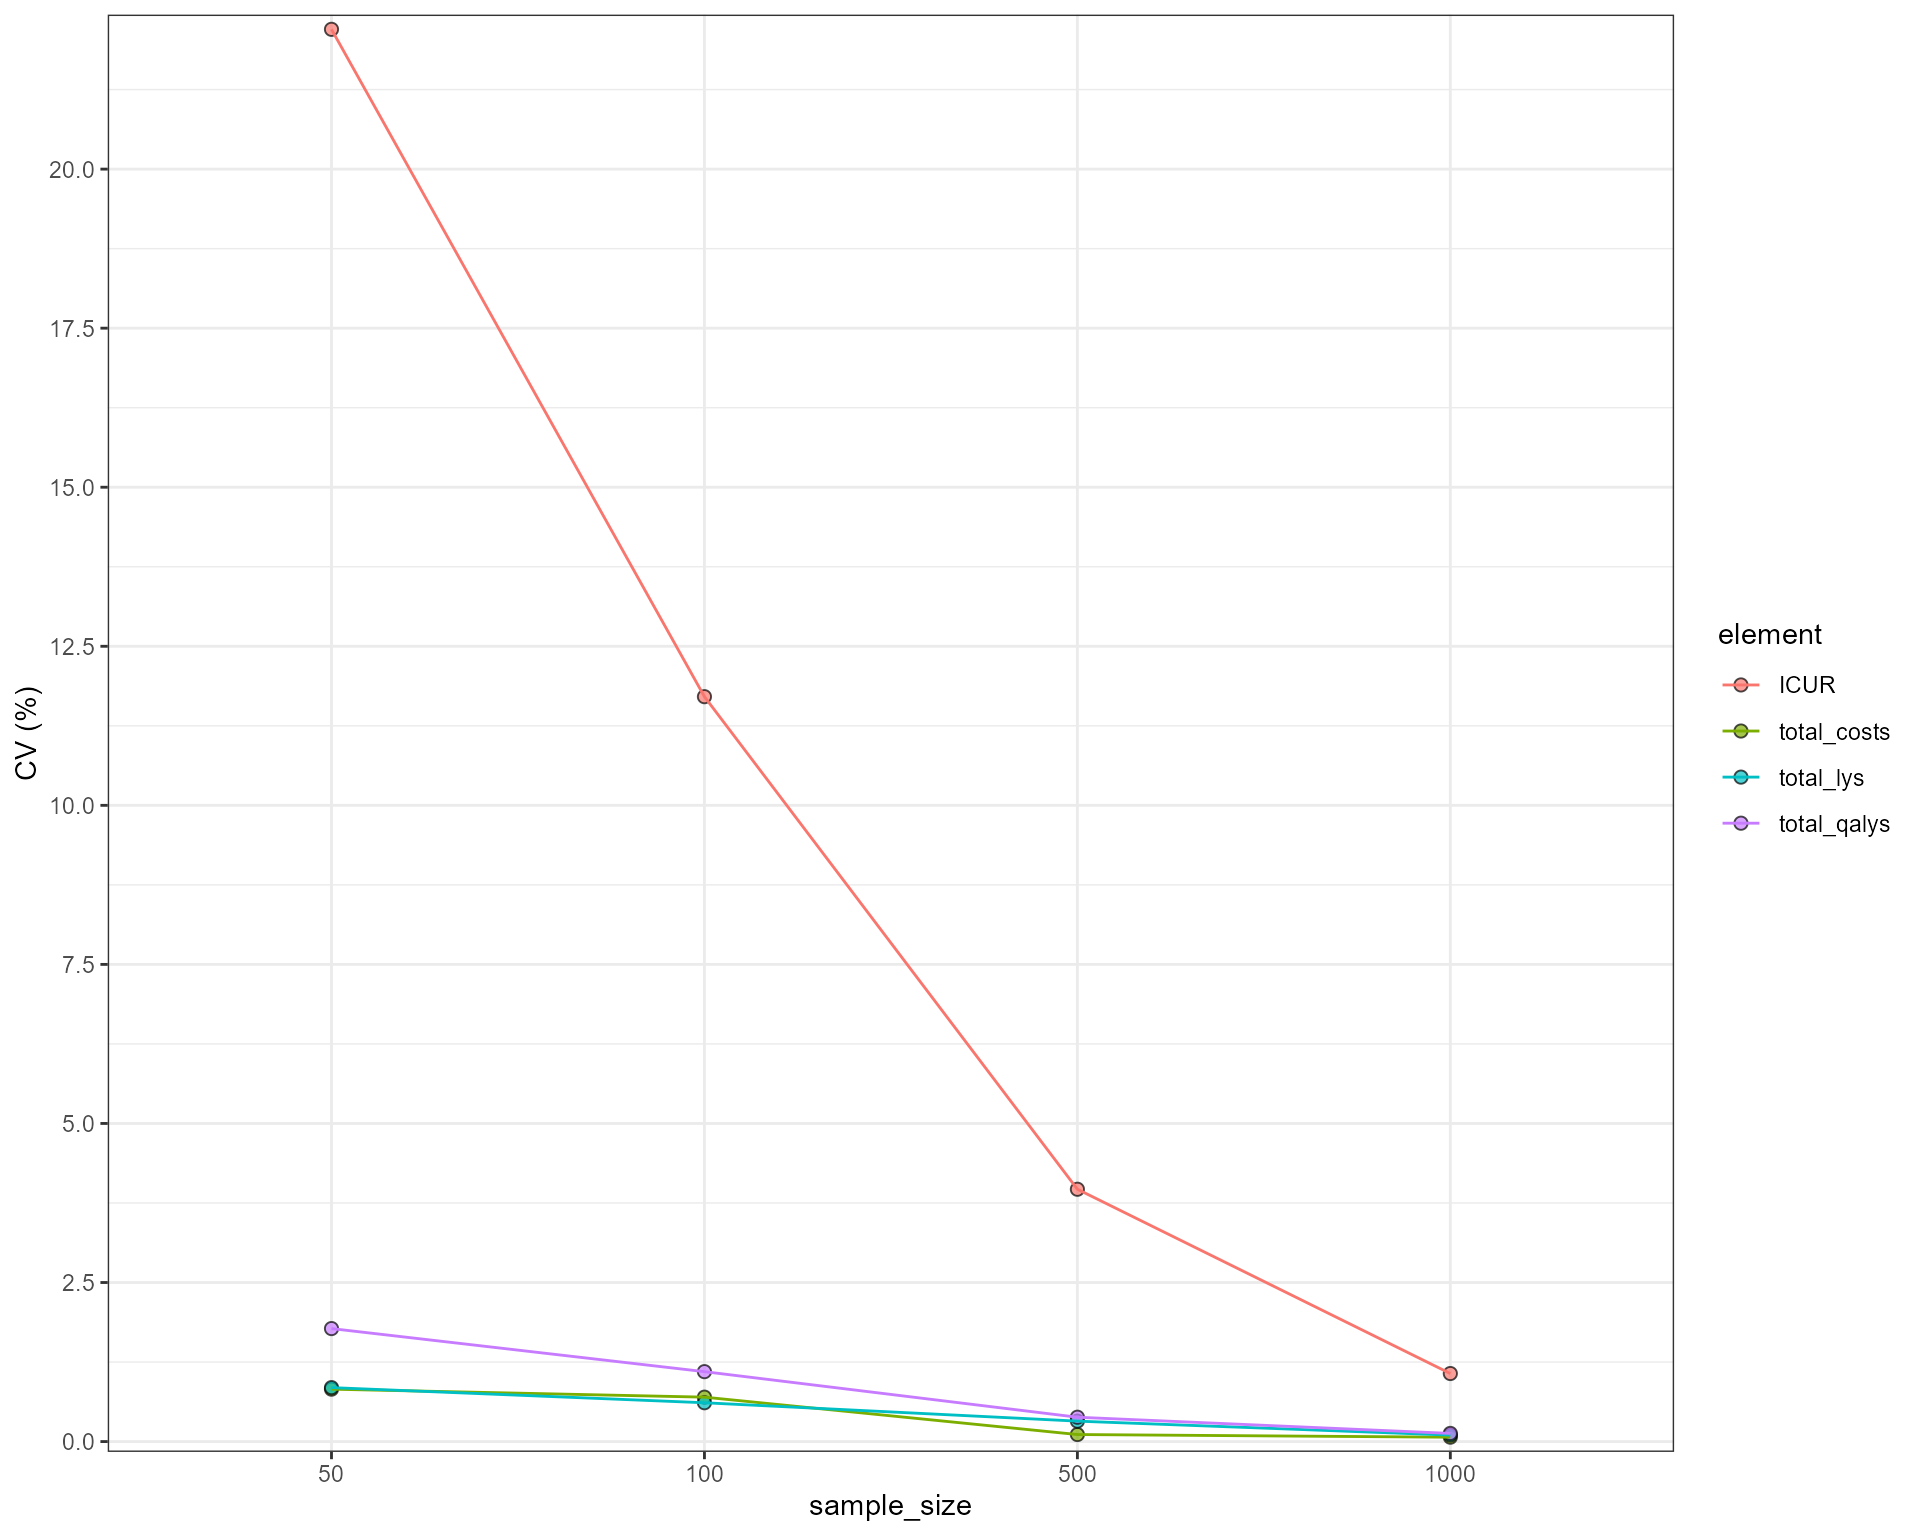 20.0
17.5
15.0
12.5
10.0
7.5
5.0
2.5
0.0
CV (%)
50 100 500 1000
sample_size
element
ICUR
total_costs
total_lys
total_qalys